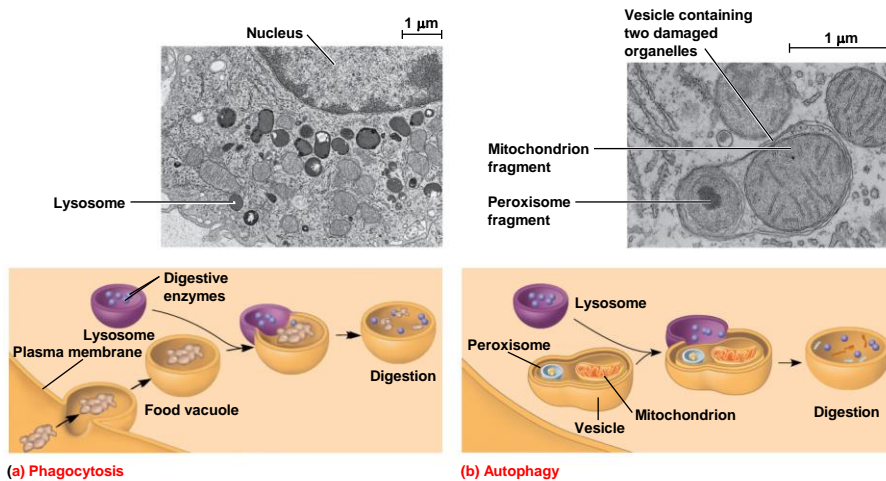 Nucleus
1 μm
Lysosome
Vesicle containing
two damaged
organelles
1 μm
Mitochondrion
fragment
Peroxisome
fragment
Digestive
enzymes
Lysosome
Plasma membrane
Food vacuole
Digestion
(a) Phagocytosis
Lysosome
Peroxisome
Mitochondrion
Vesicle
Digestion
(b) Autophagy